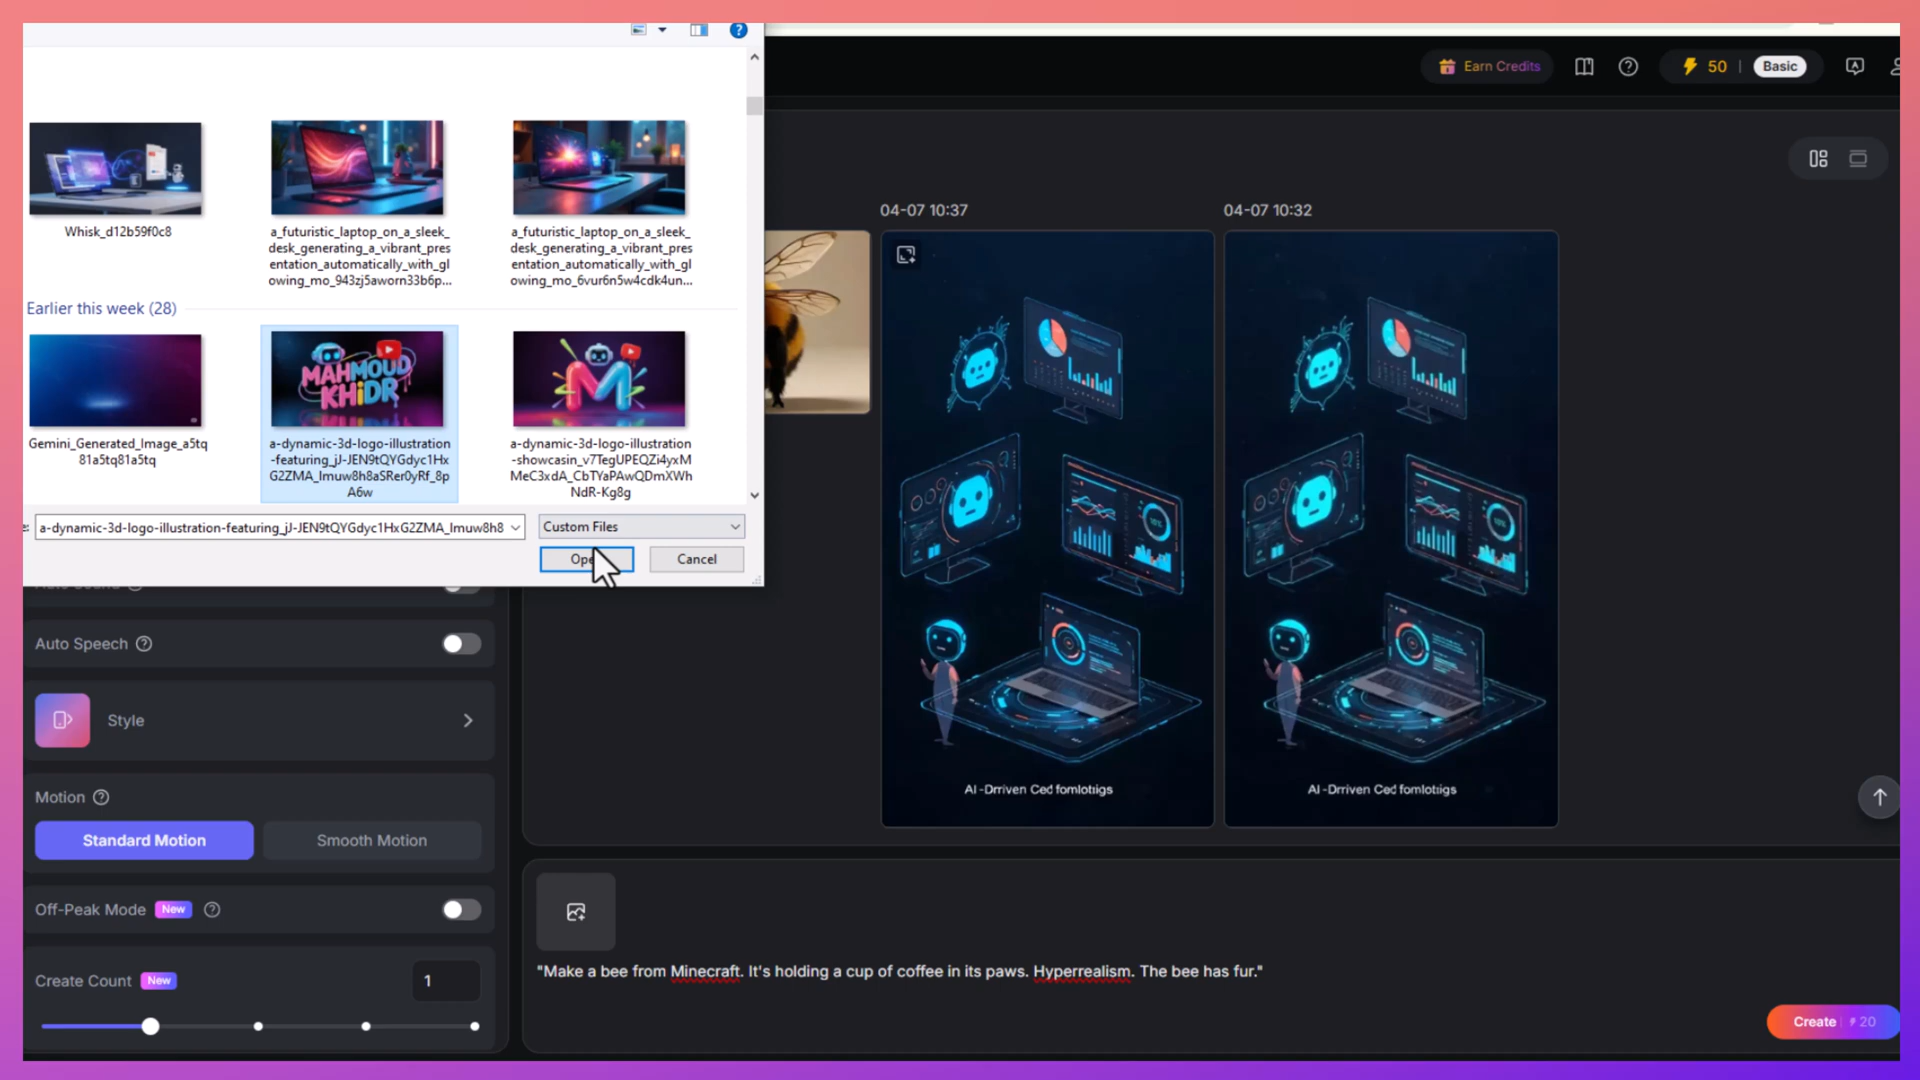 Earn Credits
50
Basic
Whisk_d12b59f0c8
a_futuristic_laptop_on_a_sleek_
desk_generating_a_vibrant_pres
entation_automatically_with_gl
owing_mo_943zj5aworn33b6p...
a_futuristic_laptop_on_a_sleek_
desk_generating_a_vibrant_pres
entation_automatically_with_gl
owing_mo_6vur6n5w4cdk4un...
Earlier this week (28)
MAHMOUD
KHiDR
M
Gemini_Generated_Image_a5tq
81a5tq81a5tq
a-dynamic-3d-logo-illustration
-featuring_jJ-JEN9tQYGdyc1Hx
G2ZMA_Imuw8h8aSRer0yRf_8p
A6w
a-dynamic-3d-logo-illustration
-showcasin_v7TegUPEQZi4yxM
MeC3xdA_CbTYaPAwQDmXWh
NdR-Kg8g
a-dynamic-3d-logo-illustration-featuring_jJ-JEN9tQYGdyc1HxG2ZMA_Imuw8h8
Custom Files
Cancel
04-07 10:37
04-07 10:32
AI -Drriven Ced fomlotıigs
AI -Drriven Ced fomlotıigs
Auto Speech
Style
Motion
Standard Motion
Smooth Motion
Off-Peak Mode New
Create Count New
1
"Make a bee from Minecraft. It's holding a cup of coffee in its paws. Hyperrealism. The bee has fur."
Create 20